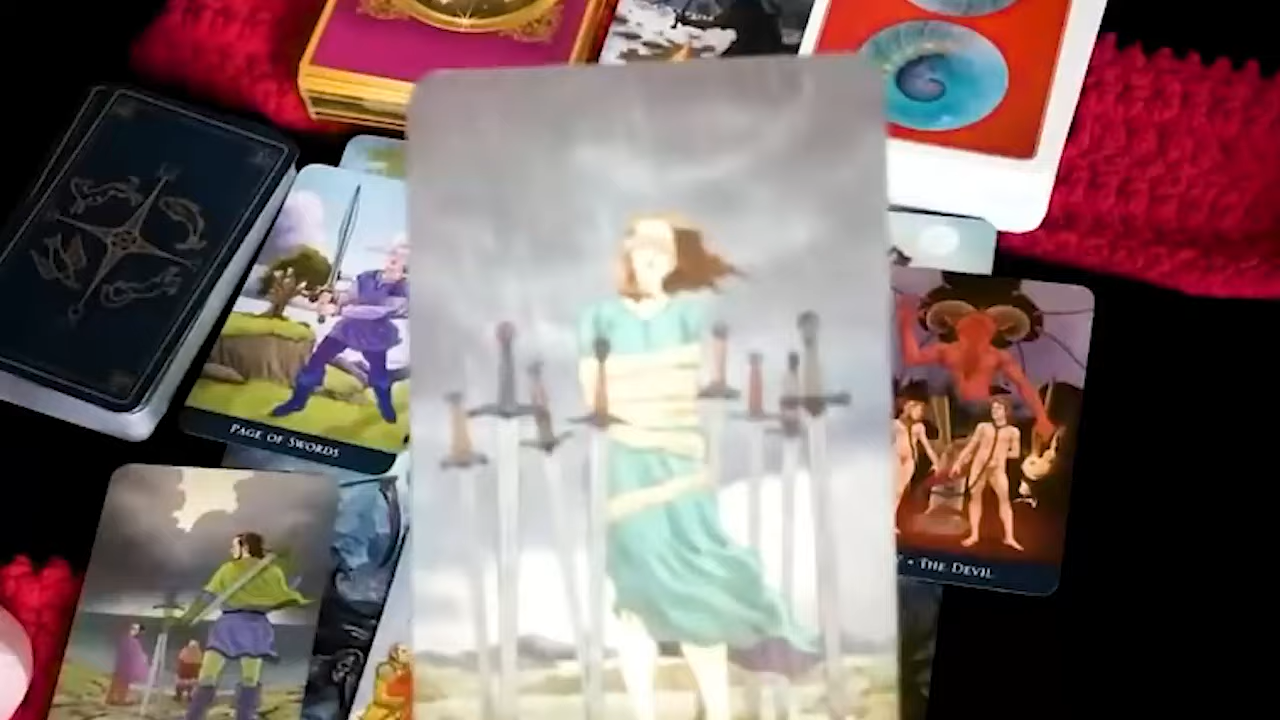 PAGE OF SWORDS
• THE DEVIL